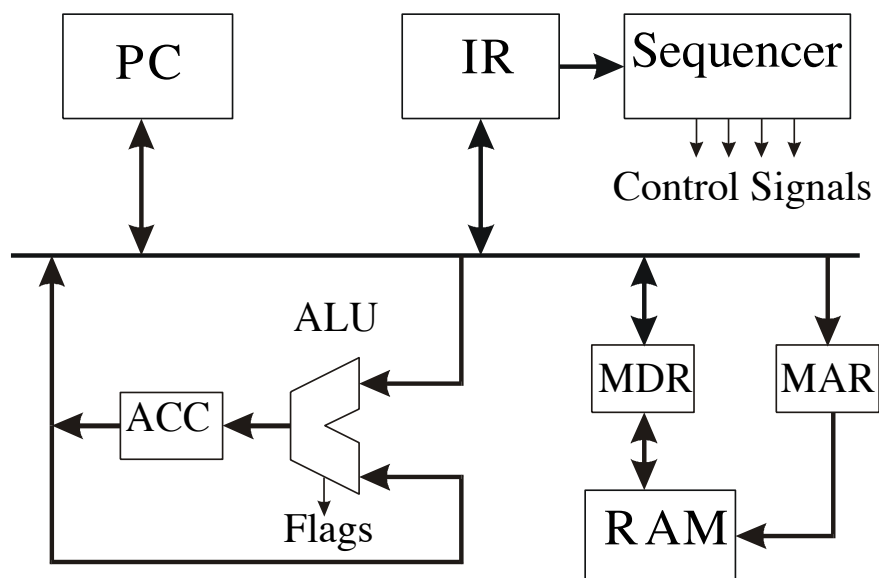 PC
IR
Sequencer
Control Signals
ALU
ACC
MDR
MAR
Flags
RAM